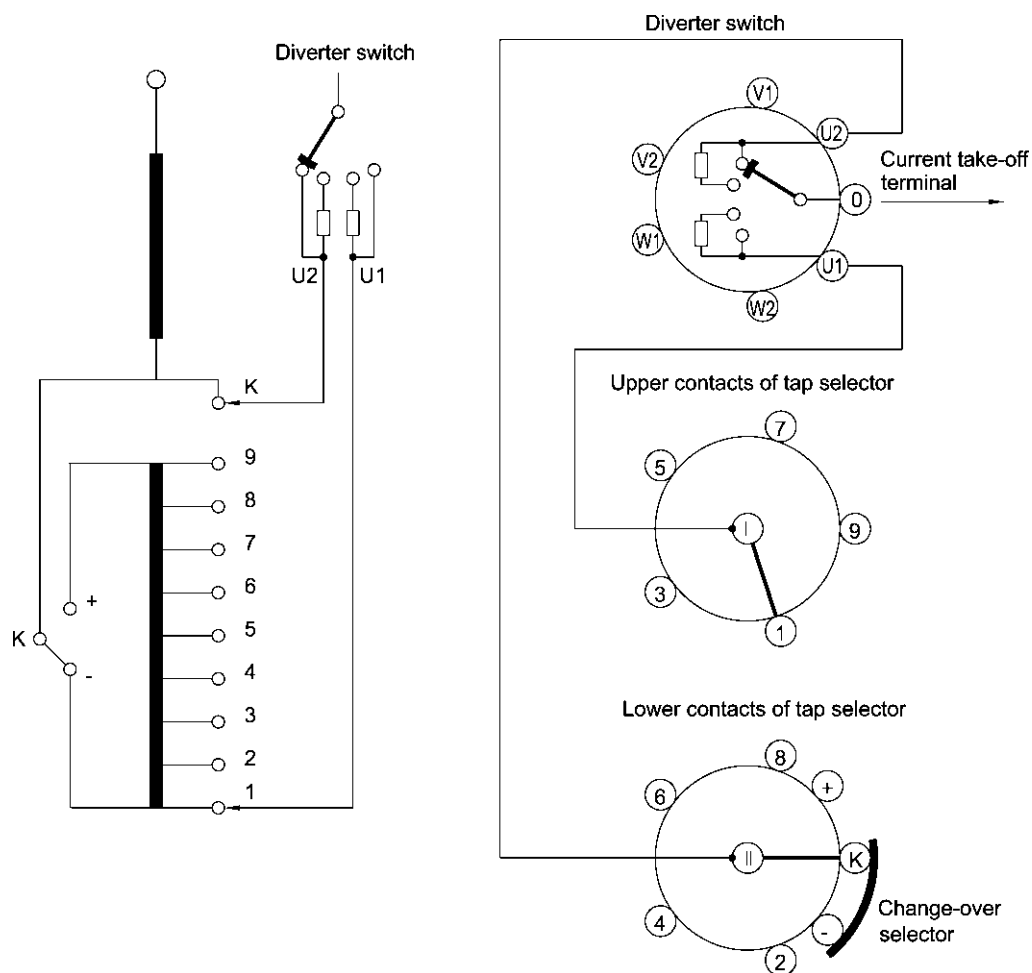 Diverter switch
U2
U1
K
9
8
7
6
5
4
3
2
1
+
K
-
Diverter switch
V1
U2
V2
0
W1
U1
W2
Current take-off
terminal
Upper contacts of tap selector
7
5
I
9
3
1
Lower contacts of tap selector
8
+
6
II
K
4
-
2
Change-over
selector